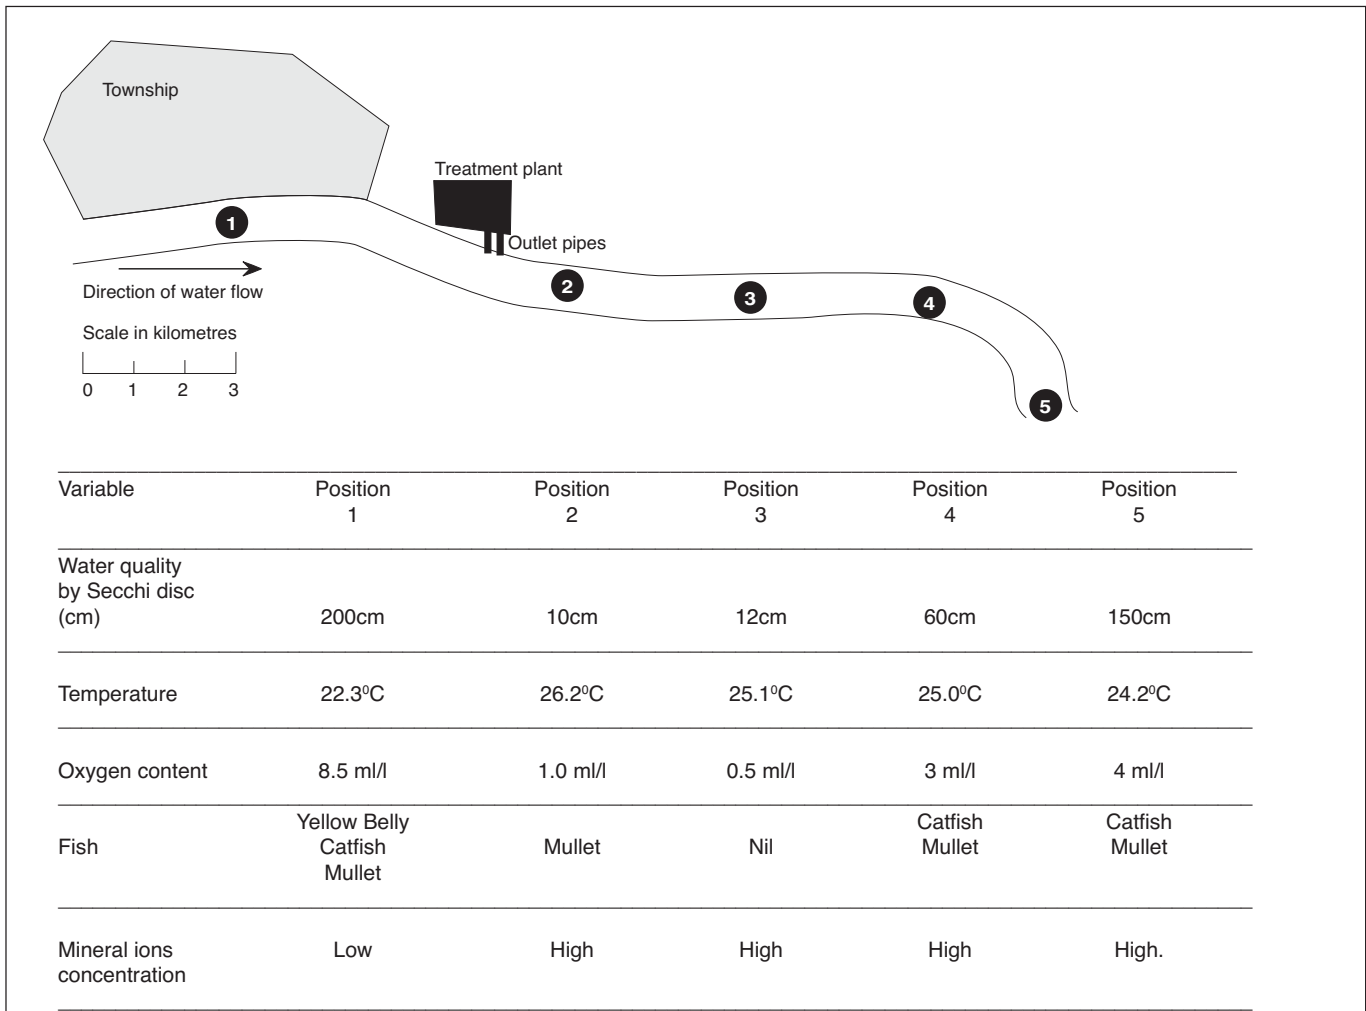 Township
1
Treatment plant
Outlet pipes
2
3
4
5
Direction of water flow
Scale in kilometres
0 1 2 3
Variable Position Position Position Position Position
1 2 3 4 5
Water quality
by Secchi disc
(cm) 200cm 10cm 12cm 60cm 150cm
Temperature 22.3⁰C 26.2⁰C 25.1⁰C 25.0⁰C 24.2⁰C
Oxygen content 8.5 ml/l 1.0 ml/l 0.5 ml/l 3 ml/l 4 ml/l
Yellow Belly Catfish Catfish
Fish Catfish Mullet Nil Mullet Mullet
Mullet
Mineral ions Low High High High High.
concentration